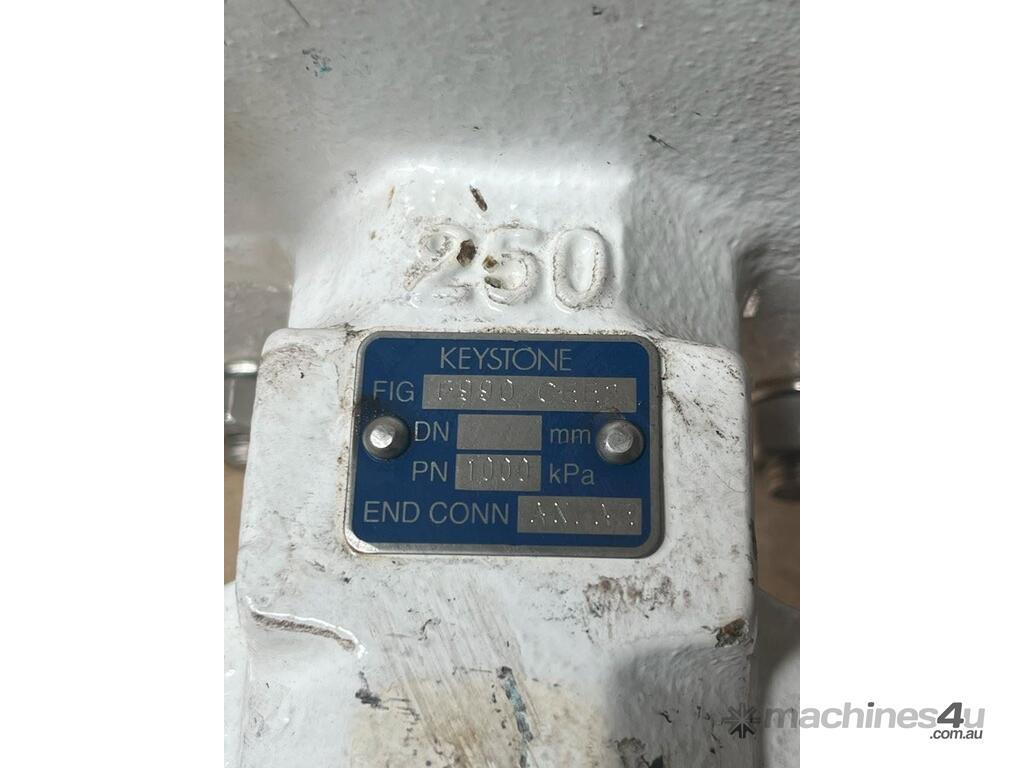 250
KEYSTONE
FIG
DN mm
PN 1000 kPa
END CONN
machines4u
.com.au